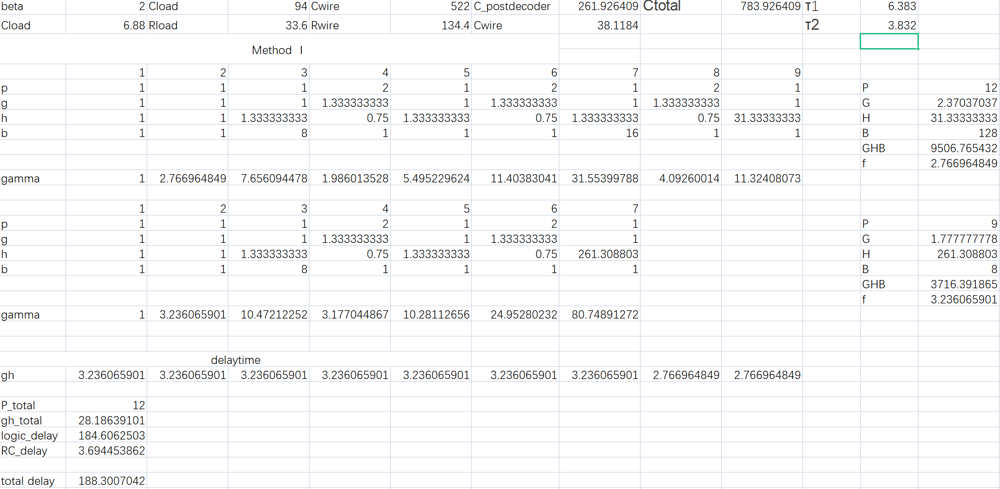 beta 2 Cload 94 Cwire 522 C_postdecoder 261.926409 Ctotal 783.926409 τ1 6.383
Cload 6.88 Rload 33.6 Rwire 134.4 Cwire 38.1184 τ2 3.832
Method I
1 2 3 4 5 6 7 8 9
p 1 1 1 2 1 2 1 2 1 P 12
g 1 1 1 1.333333333 1 1.333333333 1 1.333333333 1 G 2.37037037
h 1 1 1.333333333 0.75 1.333333333 0.75 1.333333333 0.75 31.33333333 H 31.33333333
b 1 1 8 1 1 1 16 1 1 B 128
GHB 9506.765432
f 2.766964849
gamma 1 2.766964849 7.656094478 1.986013528 5.495229624 11.40383041 31.55399788 4.09260014 11.32408073
1 2 3 4 5 6 7
p 1 1 1 2 1 2 1 P 9
g 1 1 1 1.333333333 1 1.333333333 1 G 1.777777778
h 1 1 1.333333333 0.75 1.333333333 0.75 261.308803 H 261.308803
b 1 1 8 1 1 1 1 B 8
GHB 3716.391865
f 3.236065901
gamma 1 3.236065901 10.47212252 3.177044867 10.28112656 24.95280232 80.74891272
delaytime
gh 3.236065901 3.236065901 3.236065901 3.236065901 3.236065901 3.236065901 3.236065901 2.766964849 2.766964849
P_total 12
gh_total 28.18639101
logic_delay 184.6062503
RC_delay 3.694453862
total delay 188.3007042